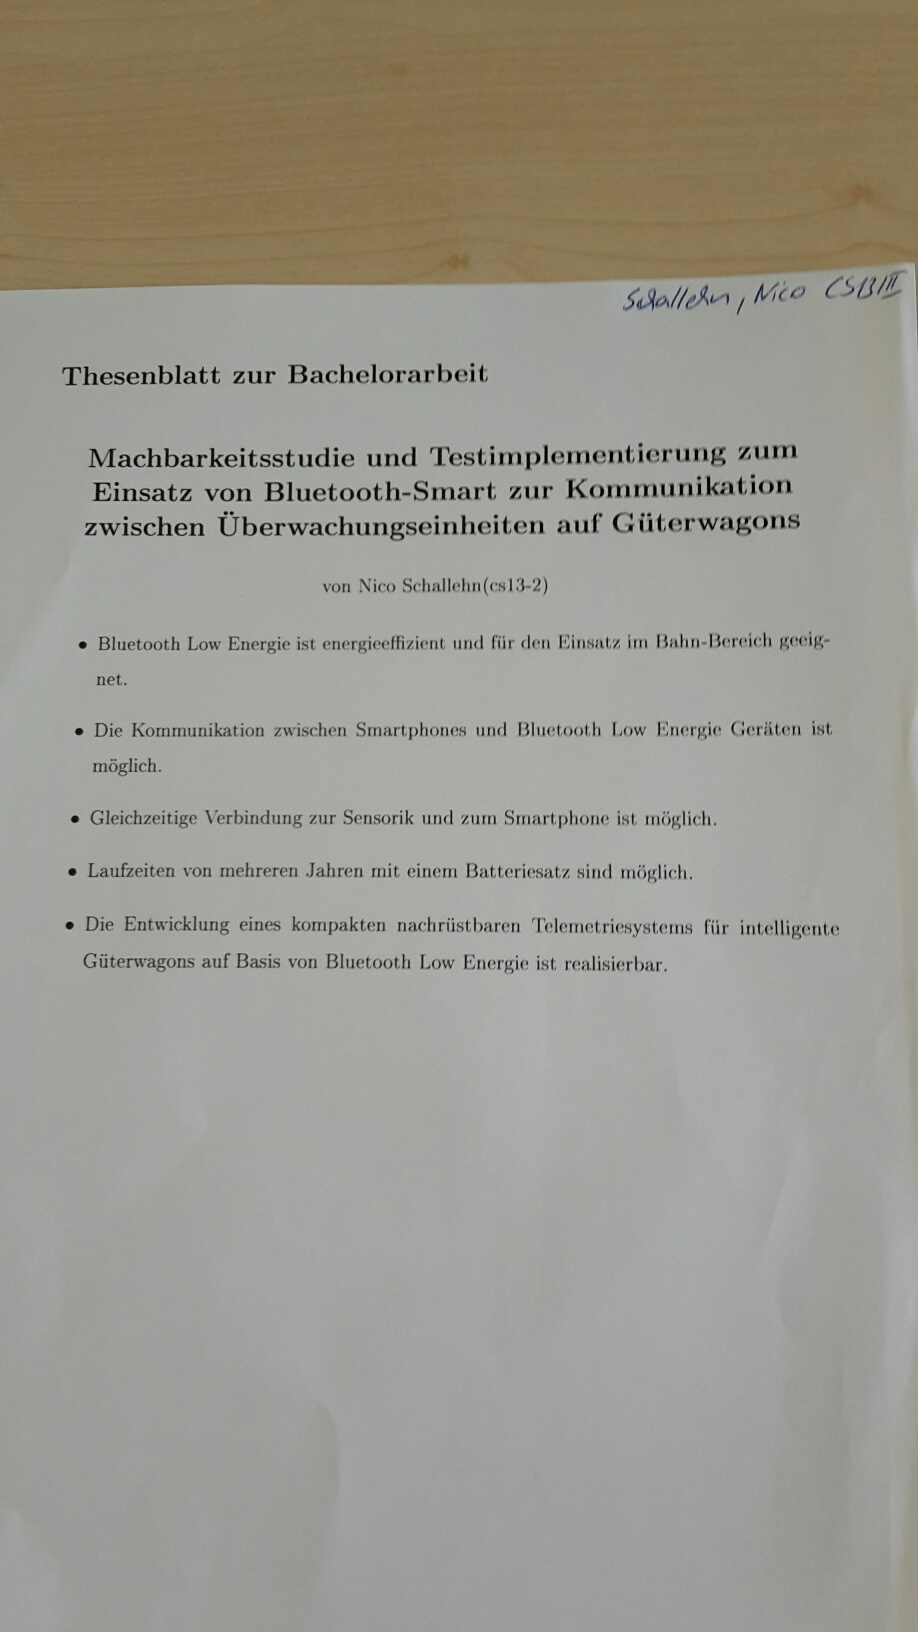 Schallehn, Nico CS13/II
Thesenblatt zur Bachelorarbeit
Machbarkeitsstudie und Testimplementierung zum
Einsatz von Bluetooth-Smart zur Kommunikation
zwischen Überwachungseinheiten auf Güterwagons
von Nico Schallehn(cs13-2)
• Bluetooth Low Energie ist energieeffizient und für den Einsatz im Bahn-Bereich geeig-
net.
• Die Kommunikation zwischen Smartphones und Bluetooth Low Energie Geräten ist
möglich.
• Gleichzeitige Verbindung zur Sensorik und zum Smartphone ist möglich.
• Laufzeiten von mehreren Jahren mit einem Batteriesatz sind möglich.
• Die Entwicklung eines kompakten nachrüstbaren Telemetriesystems für intelligente
Güterwagons auf Basis von Bluetooth Low Energie ist realisierbar.